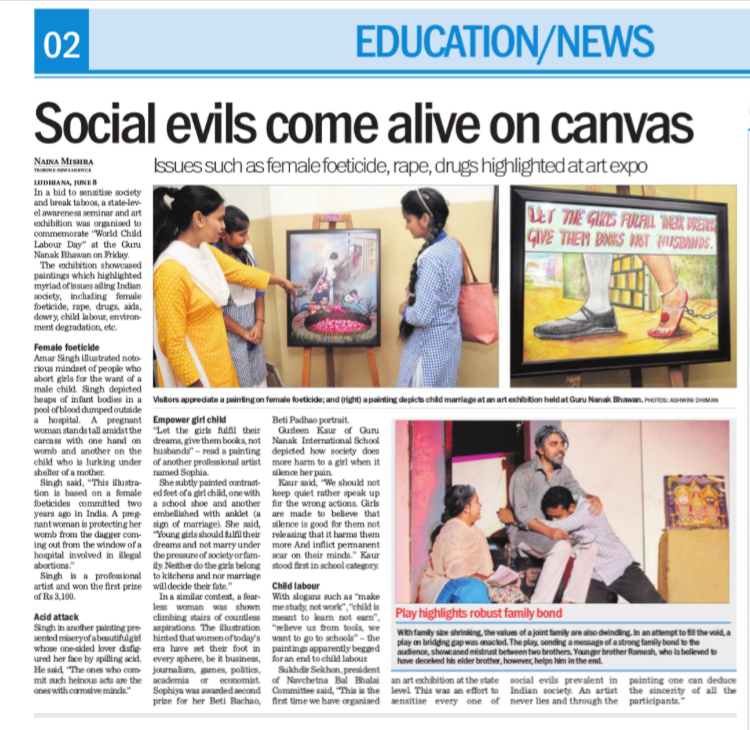 02
EDUCATION/NEWS
Social evils come alive on canvas
NAINA MISHRA
TRIBUNE NEWS SERVICE
Issues such as female foeticide, rape, drugs highlighted at art expo
LUDHIANA, JUNE 8
In a bid to sensitise society
and break taboos, a state-lev-
el awareness seminar and art
exhibition was organised to
commemorate "World Child
Labour Day" at the Guru
Nanak Bhawan on Friday.
The exhibition showcased
paintings which highlighted
myriad of issues ailing Indian
society, including female
foeticide, rape, drugs, aids,
dowry, child labour, environ-
ment degradation, etc.
Female foeticide
Amar Singh illustrated noto-
rious mindset of people who
abort girls for the want of a
male child. Singh depicted
heaps of infant bodies in a
pool of blood dumped outside
a hospital. A pregnant
woman stands tall amidst the
carcass with one hand on
womb and another on the
child who is lurking under
shelter of a mother.
Singh said, "This illustra-
tion is based on a female
foeticides committed two
years ago in India. A preg-
nant woman is protecting her
womb from the dagger com-
ing out from the window of a
hospital involved in illegal
abortions."
Singh is a professional
artist and won the first prize
of Rs 3,100.
Acid attack
Singh in another painting pre-
sented misery of a beautiful girl
whose one-sided lover disfig-
ured her face by spilling acid.
He said, "The ones who com-
mit such heinous acts are the
ones with corrosive minds."
LET THE GIRLS FULFILL THEIR DREAMS
GIVE THEM BOOKS NOT HUSBANDS.
Visitors appreciate a painting on female foeticide; and (right) a painting depicts child marriage at an art exhibition held at Guru Nanak Bhawan. PHOTOS: ASHWINI DHIMAN
Empower girl child
"Let the girls fulfil their
dreams, give them books, not
husbands" – read a painting
of another professional artist
named Sophia.
She subtly painted contrast-
ed feet of a girl child, one with
a school shoe and another
embellished with anklet (a
sign of marriage). She said,
"Young girls should fulfil their
dreams and not marry under
the pressure of society or fam-
ily. Neither do the girls belong
to kitchens and nor marriage
will decide their fate."
In a similar context, a fear-
less woman was shown
climbing stairs of countless
aspirations. The illustration
hinted that women of today's
era have set their foot in
every sphere, be it business,
journalism, games, politics,
academia or economist.
Sophiya was awarded second
prize for her Beti Bachao,
Beti Padhao portrait.
Gurleen Kaur of Guru
Nanak International School
depicted how society does
more harm to a girl when it
silence her pain.
Kaur said, "We should not
keep quiet rather speak up
for the wrong actions. Girls
are made to believe that
silence is good for them not
releasing that it harms them
more And inflict permanent
scar on their minds." Kaur
stood first in school category.
Child labour
With slogans such as "make
me study, not work", "child is
meant to learn not earn",
"relieve us from tools, we
want to go to schools" – the
paintings apparently begged
for an end to child labour
Sukhdir Sekhon, president
of Navchetna Bal Bhalai
Committee said, "This is the
first time we have organised
an art exhibition at the state
level. This was an effort to
sensitise every one of
social evils prevalent in
Indian society. An artist
never lies and through the
painting one can deduce
the sincerity of all the
participants."
Play highlights robust family bond
With family size shrinking, the values of a joint family are also dwindling. In an attempt to fill the void, a
play on bridging gap was enacted. The play, sending a message of a strong family bond to the
audience, showcased mistrust between two brothers. Younger brother Ramesh, who is believed to
have deceived his elder brother, however, helps him in the end.